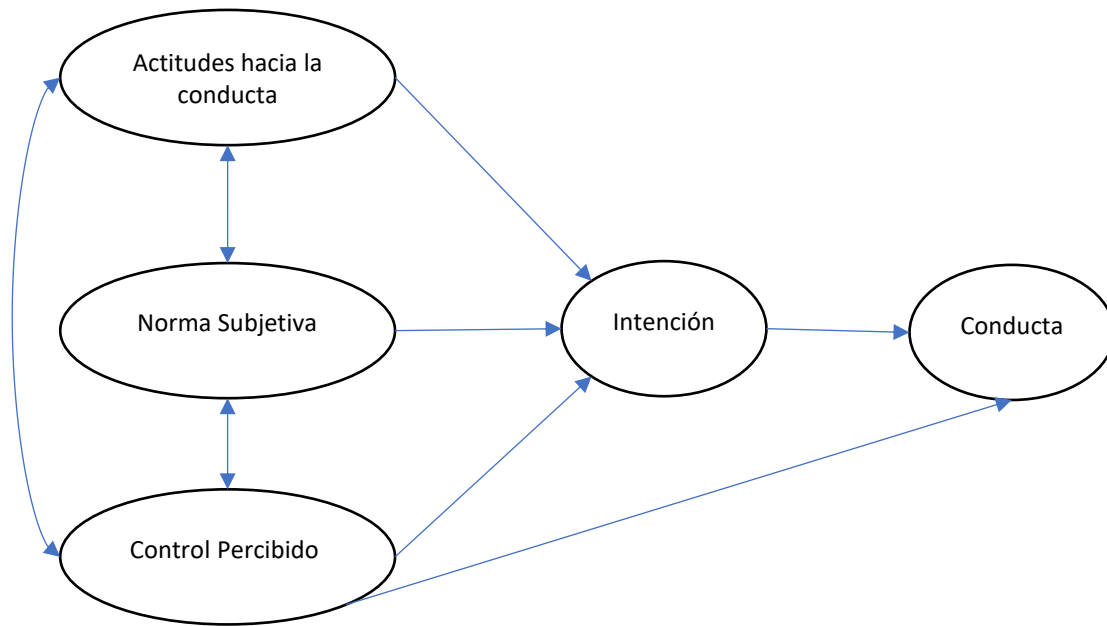 Actitudes hacia la
conducta
Norma Subjetiva
Intención
Conducta
Control Percibido